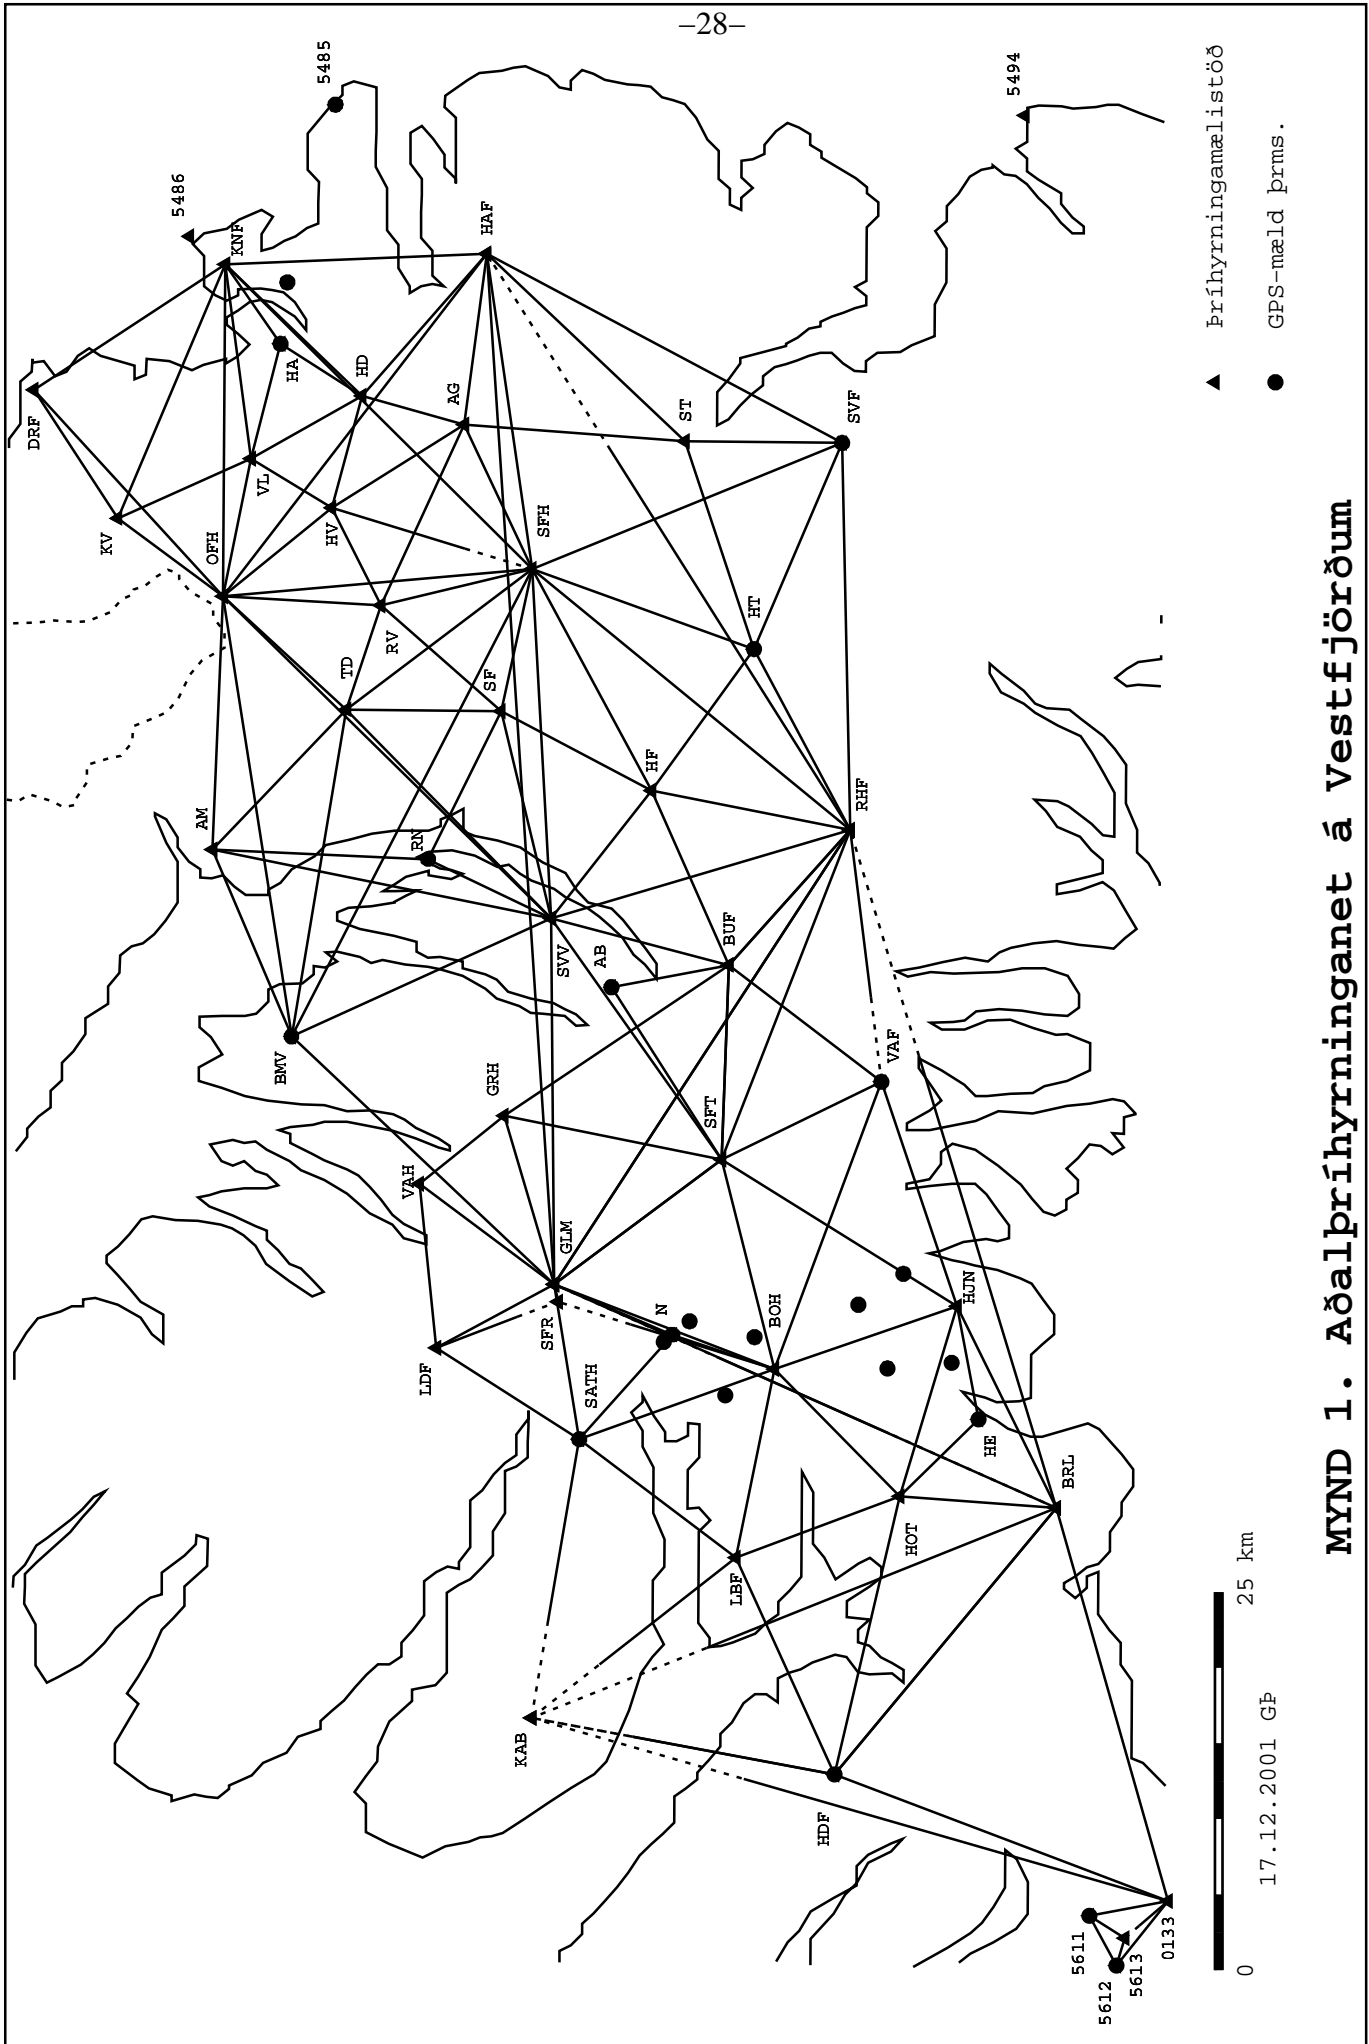 –28–
5485
5486
5494
KNF
HAF
DRF
HA
HD
AG
ST
SVF
KV
VL
HV
OFH
SFH
RV
HT
TD
SF
AM
RN
HF
RHF
BMV
SVV
AB
BUF
VAF
GRH
SFT
VAH
GLM
LDF
SFR
N
BOH
HJN
SATH
HE
BRL
HOT
LBF
KAB
HDF
5611
5612
5613
0133
Þríhyrningamælistöð
GPS-mæld þrms.
0
25 km
17.12.2001 GÞ
MYND 1. Aðalþríhyrninganet á Vestfjörðum